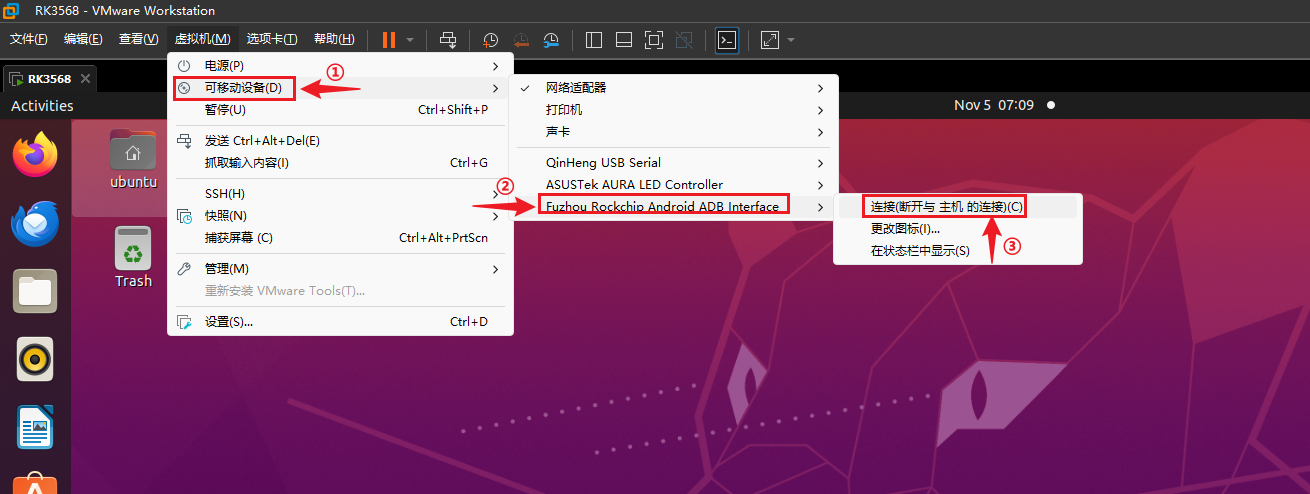 RK3568 - VMware Workstation
文件(F) 编辑(E) 查看(V) 虚拟机(M) 选项卡(T) 帮助(H)
RK3568
Activities
Nov 5 07:09
ubuntu
Trash
电源(P)
可移动设备(D)
①
暂停(U) Ctrl+Shift+P
发送 Ctrl+Alt+Del(E)
抓取输入内容(I) Ctrl+G
SSH(H)
快照(N)
捕获屏幕 (C) Ctrl+Alt+PrtScn
管理(M)
重新安装 VMware Tools(T)...
设置(S)... Ctrl+D
网络适配器
打印机
声卡
QinHeng USB Serial
ASUSTek AURA LED Controller
②
Fuzhou Rockchip Android ADB Interface
连接(断开与 主机 的连接)(C)
更改图标(I)...
在状态栏中显示(S)
③